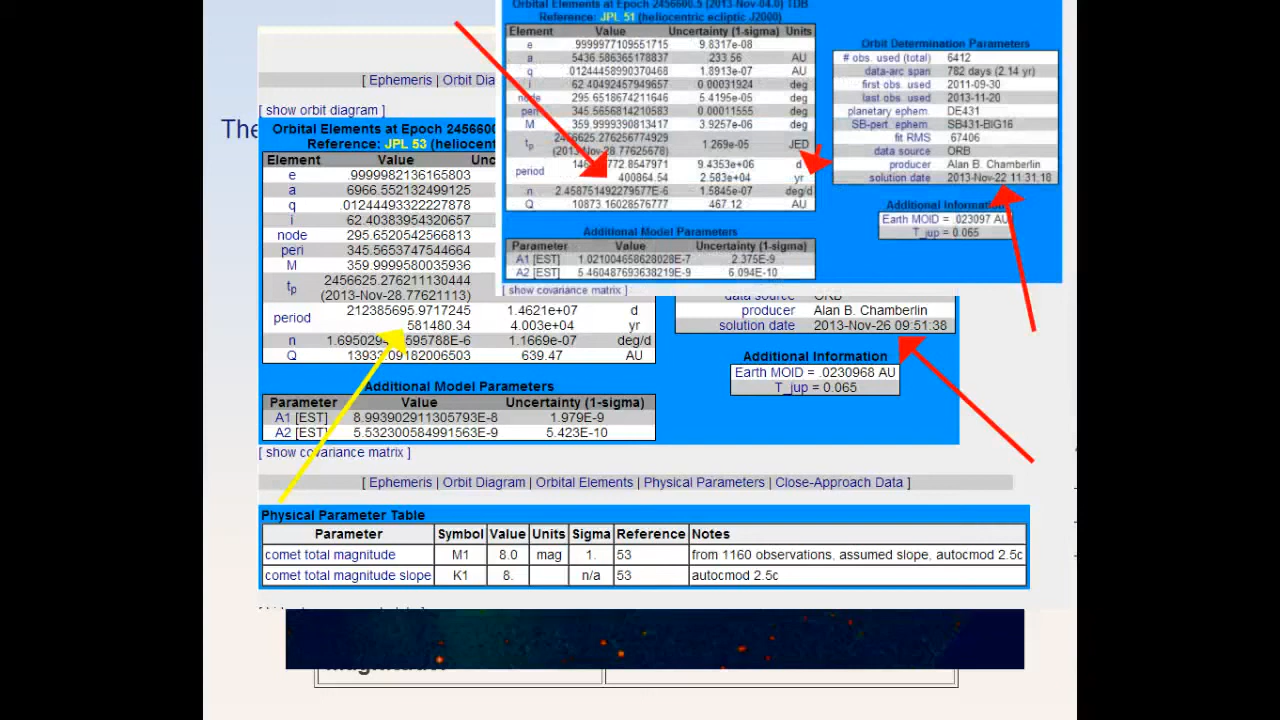 Orbital Elements at Epoch 2456600.5 (2013-Nov-04.0) TDB
Reference: JPL 51 (heliocentric ecliptic J2000)
Element Value Uncertainty (1-sigma) Units
e .9999977109551715 9.8317e-08
a 5436.586365178837 233.56 AU
q .01244458990370468 1.8913e-07 AU
i 62.40492457949657 0.00031924 deg
node 295.6518674211646 5.4195e-05 deg
peri 345.5656814210583 0.00011555 deg
M 359.9999390813417 3.9257e-06 deg
tp 2456625.276256774929
(2013-Nov-28.77625678) 1.269e-05 JED
period 9.4353e+06 d
400864.54 2.583e+04 yr
n 2.458751492279577E-6 1.5845e-07 deg/d
Q 10873.16028576777 467.12 AU
Additional Model Parameters
Parameter Value Uncertainty (1-sigma)
A1 [EST] 1.021004658628028E-7 2.375E-9
A2 [EST] 5.460487693638219E-9 6.094E-10
[ show covariance matrix ]
Orbit Determination Parameters
# obs. used (total) 6412
data-arc span 782 days (2.14 yr)
first obs. used 2011-09-30
last obs. used 2013-11-20
planetary ephem. DE431
SB-pert. ephem. SB431-BIG16
fit RMS .67406
data source ORB
producer Alan B. Chamberlin
solution date 2013-Nov-22 11:31:18
Additional Information
Earth MOID = .023097 AU
T_jup = 0.065
[ Ephemeris | Orbit Dia
[ show orbit diagram ]
The
Orbital Elements at Epoch 2456600
Reference: JPL 53 (heliocent
Element Value Unc
e .9999982136165803
a 6966.552132499125
q .01244493322227878
i 62.40383954320657
node 295.6520542566813
peri 345.5653747544664
M 359.9999580035936
tp 2456625.276211130444
(2013-Nov-28.77621113)
period 212385695.9717245 1.4621e+07 d
581480.34 4.003e+04 yr
n 1.1669e-07 deg/d
Q 639.47 AU
Additional Model Parameters
Parameter Value Uncertainty (1-sigma)
A1 [EST] 8.993902911305793E-8 1.979E-9
A2 [EST] 5.532300584991563E-9 5.423E-10
[ show covariance matrix ]
data source ORB
producer Alan B. Chamberlin
solution date 2013-Nov-26 09:51:38
Additional Information
Earth MOID = .0230968 AU
T_jup = 0.065
[ Ephemeris | Orbit Diagram | Orbital Elements | Physical Parameters | Close-Approach Data ]
Physical Parameter Table
Parameter Symbol Value Units Sigma Reference Notes
comet total magnitude M1 8.0 mag 1. 53 from 1160 observations, assumed slope, autocmod 2.5c
comet total magnitude slope K1 8. n/a 53 autocmod 2.5c